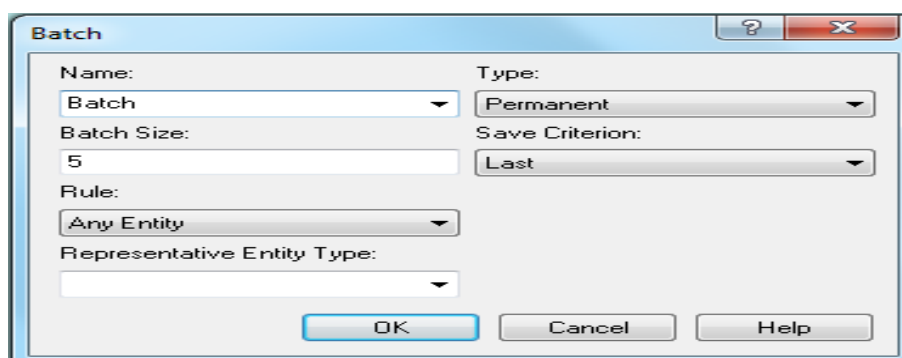 Batch ?
Name: Type:
Batch Permanent
Batch Size: Save Criterion:
5 Last
Rule:
Any Entity
Representative Entity Type:
OK Cancel Help